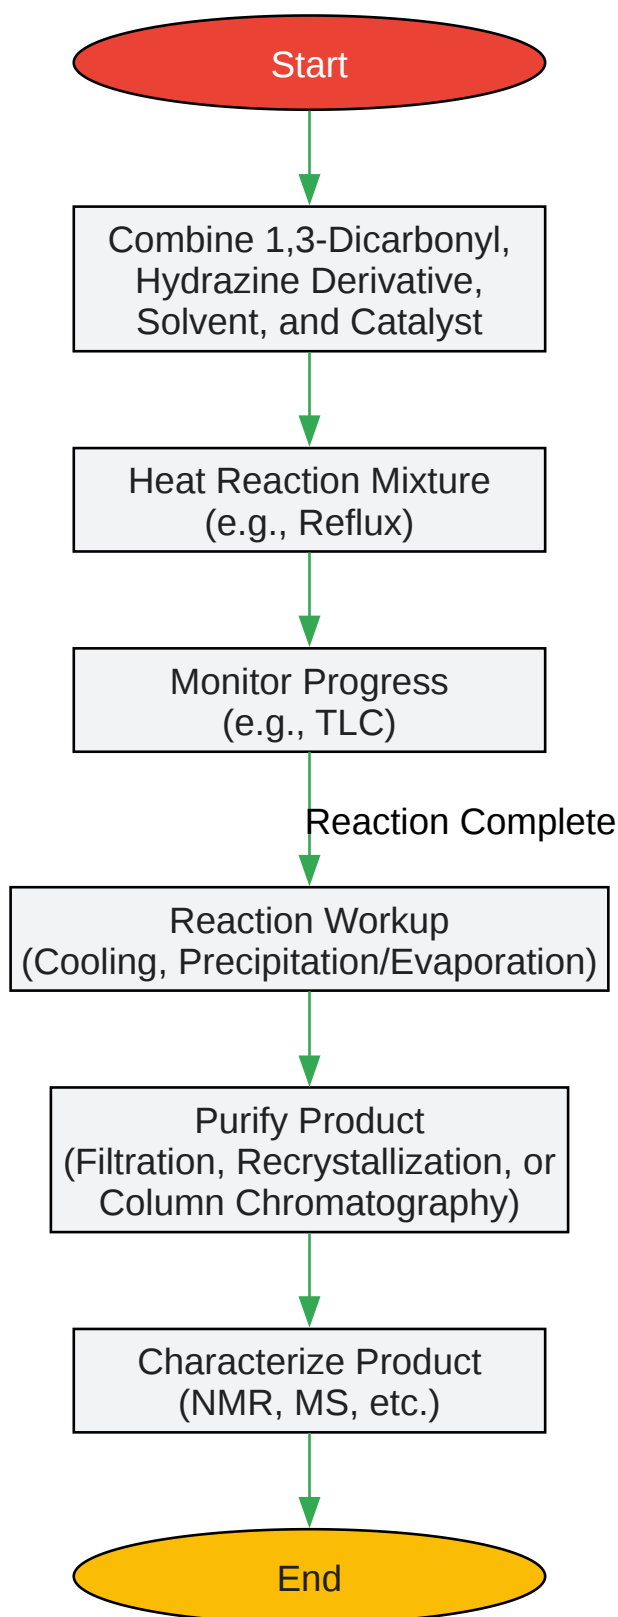 Start
Combine 1,3-Dicarbonyl,
Hydrazine Derivative,
Solvent, and Catalyst
Heat Reaction Mixture
(e.g., Reflux)
Monitor Progress
(e.g., TLC)
Reaction Complete
Reaction Workup
(Cooling, Precipitation/Evaporation)
Purify Product
(Filtration, Recrystallization, or
Column Chromatography)
Characterize Product
(NMR, MS, etc.)
End